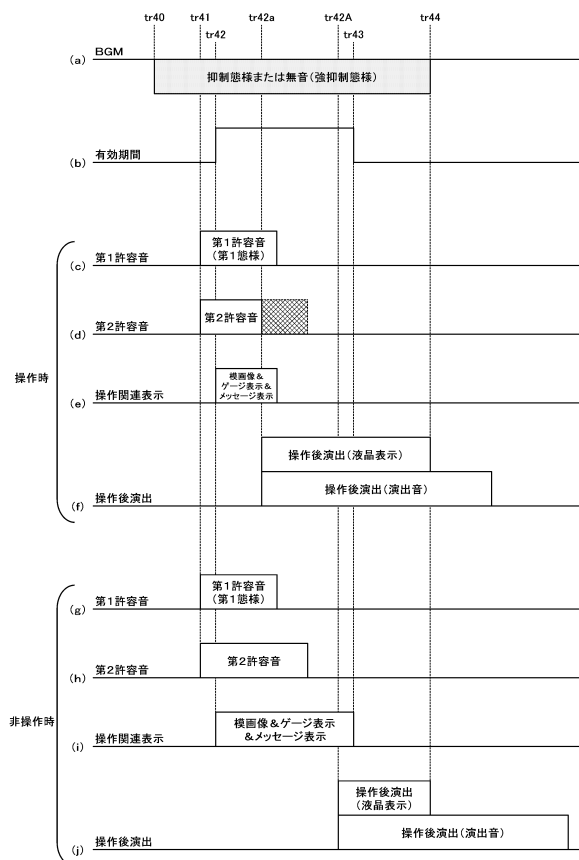 tr40
tr41
tr42a
tr42A
tr44
tr42
tr43
(a)
BGM
抑制態様または無音(強抑制態様)
(b)
有効期間
操作時
(c)
第1許容音
第1許容音
(第1態様)
(d)
第2許容音
第2許容音
(e)
操作関連表示
模画像&
ゲージ表示&
メッセージ表示
(f)
操作後演出
操作後演出(液晶表示)
操作後演出(演出音)
非操作時
(g)
第1許容音
第1許容音
(第1態様)
(h)
第2許容音
第2許容音
(i)
操作関連表示
模画像&ゲージ表示
&メッセージ表示
(j)
操作後演出
操作後演出
(液晶表示)
操作後演出(演出音)